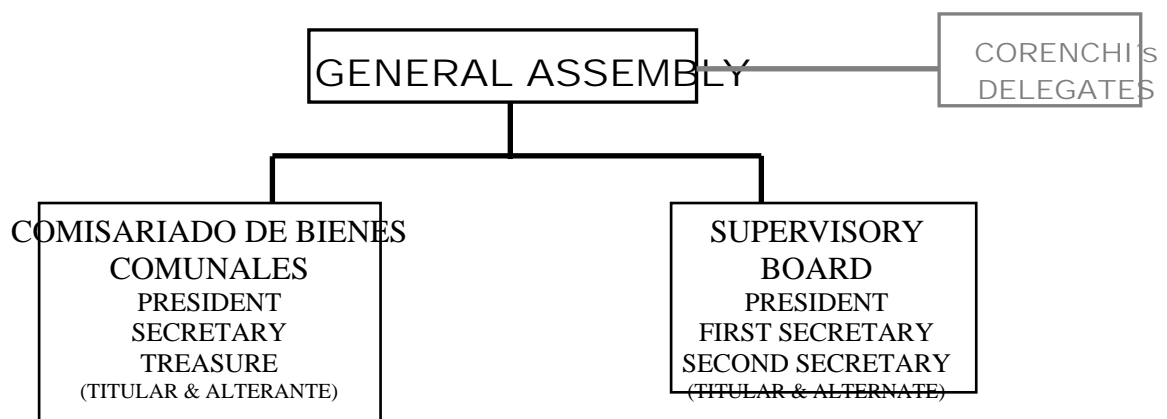 GENERAL ASSEMBLY
CORENCHI's
DELEGATES
COMISARIADO DE BIENES
COMUNALES
PRESIDENT
SECRETARY
TREASURE
(TITULAR & ALTERANTE)
SUPERVISORY
BOARD
PRESIDENT
FIRST SECRETARY
SECOND SECRETARY
(TITULAR & ALTERNATE)